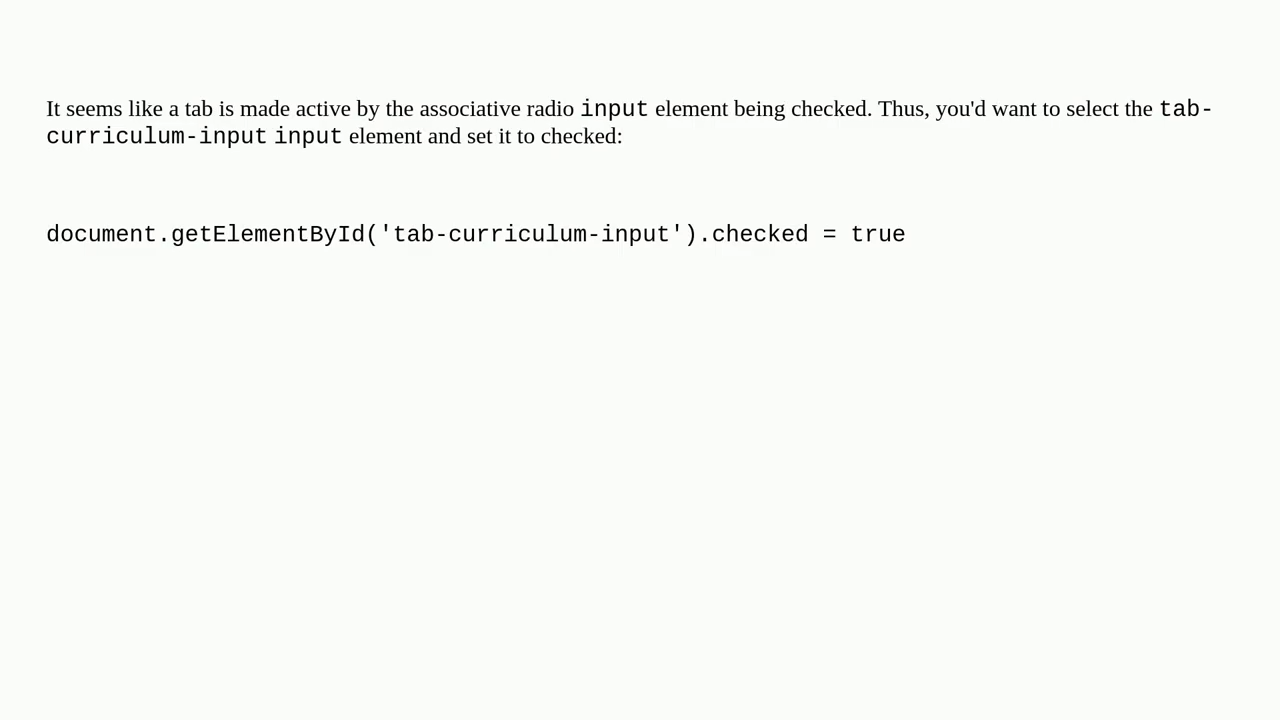 It seems like a tab is made active by the associative radio input element being checked. Thus, you'd want to select the tab-
curriculum-input input element and set it to checked:
document.getElementById('tab-curriculum-input').checked = true